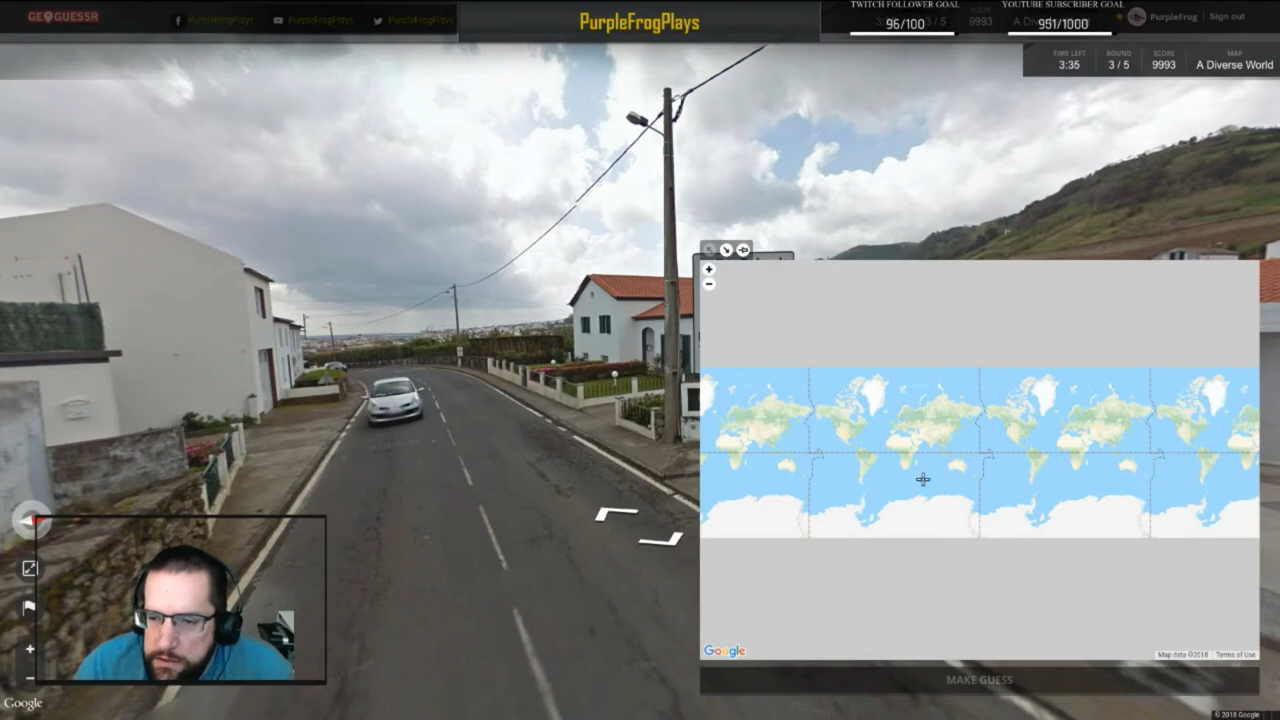 GEOGUESSR
PurpleFrogPlays
PurpleFrogPlays
PurpleFrogPlays
PurpleFrogPlays
TWITCH FOLLOWER GOAL
96/100
YOUTUBE SUBSCRIBER GOAL
951/1000
9993
PurpleFrog
Sign out
TIME LEFT
3:35
ROUND
3 / 5
SCORE
9993
MAP
A Diverse World
Google
Map data ©2018
Terms of Use
MAKE GUESS
Google
© 2018 Google